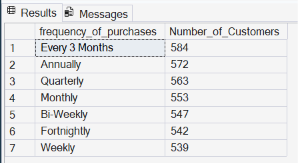 Results Messages
frequency_of_purchases Number_of_Customers
1 Every 3 Months 584
2 Annually 572
3 Quarterly 563
4 Monthly 553
5 Bi-Weekly 547
6 Fortnightly 542
7 Weekly 539